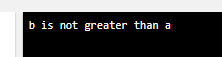 b is not greater than a